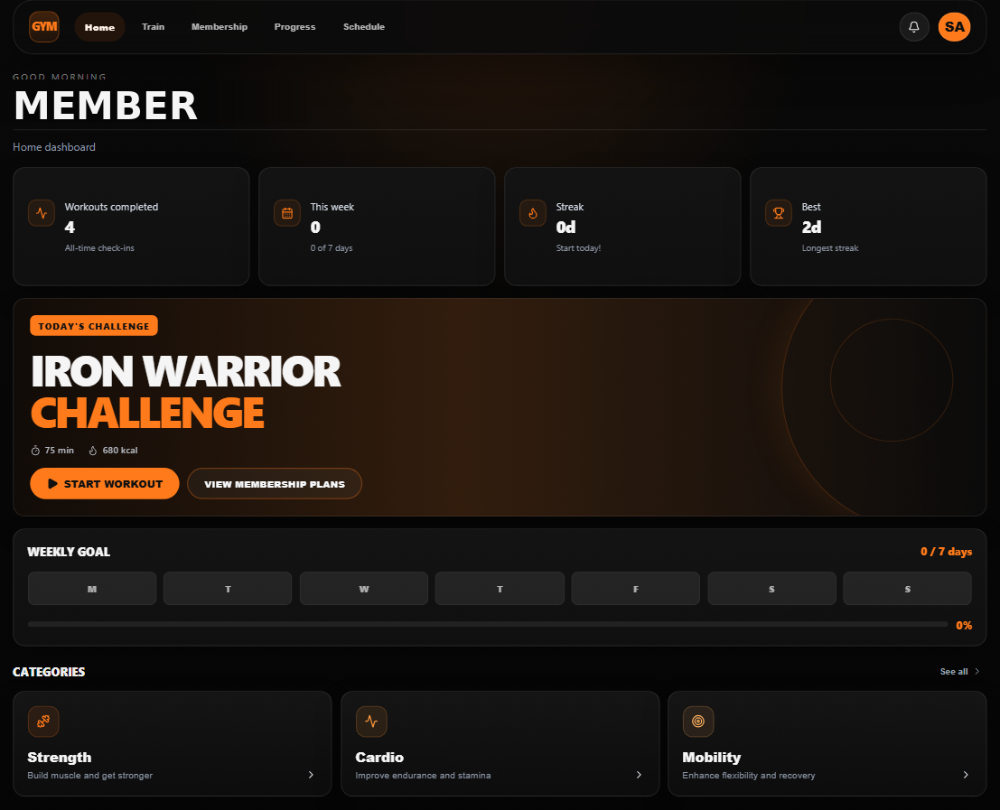 GYM
Home Train Membership Progress Schedule
SA
GOOD MORNING
MEMBER
Home dashboard
Workouts completed
4
All-time check-ins
This week
0
0 of 7 days
Streak
0d
Start today!
Best
2d
Longest streak
TODAY'S CHALLENGE
IRON WARRIOR
CHALLENGE
75 min 680 kcal
START WORKOUT VIEW MEMBERSHIP PLANS
WEEKLY GOAL 0 / 7 days
M T W T F S S
0%
CATEGORIES See all
Strength
Build muscle and get stronger
Cardio
Improve endurance and stamina
Mobility
Enhance flexibility and recovery